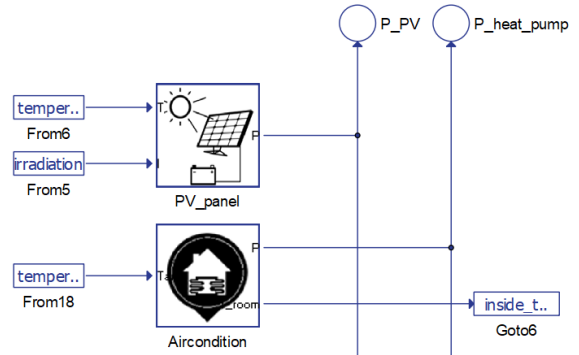 P_PV
P_heat_pump
temper..
From6
T
P
irradiation
From5
I
PV_panel
P
temper..
From18
Ta
_room
Aircondition
inside_t..
Goto6